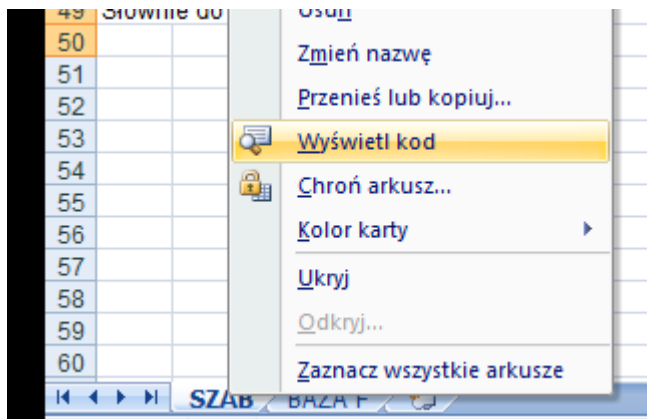 49 Słownie do
Usuń
50
Zmień nazwę
51
Przenieś lub kopiuj...
52
53 Wyświetl kod
54
Chroń arkusz...
55
56 Kolor karty
57
Ukryj
58
59 Odkryj...
60 Zaznacz wszystkie arkusze
SZAB BAZA F